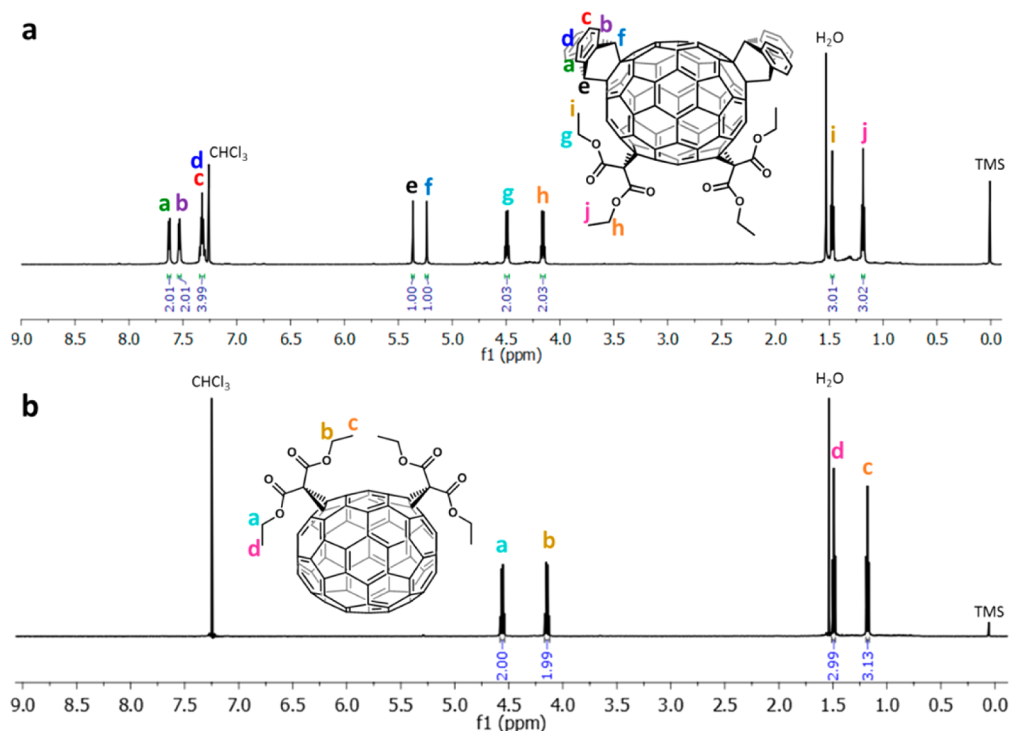 a
c
b
d
f
a
e
i
g
O
O
O
O
O
O
O
O
j
h
H₂O
i
j
TMS
d
CHCl₃
c
a
b
e
f
g
h
2.01
2.01
3.99
1.00
1.00
2.03
2.03
3.01
3.02
9.0 8.5 8.0 7.5 7.0 6.5 6.0 5.5 5.0 4.5 4.0 3.5 3.0 2.5 2.0 1.5 1.0 0.5 0.0
f1 (ppm)
b
CHCl₃
H₂O
b
c
O
O
O
O
O
O
O
O
a
d
a
b
d
c
TMS
2.00
1.99
2.99
3.13
9.0 8.5 8.0 7.5 7.0 6.5 6.0 5.5 5.0 4.5 4.0 3.5 3.0 2.5 2.0 1.5 1.0 0.5 0.0
f1 (ppm)